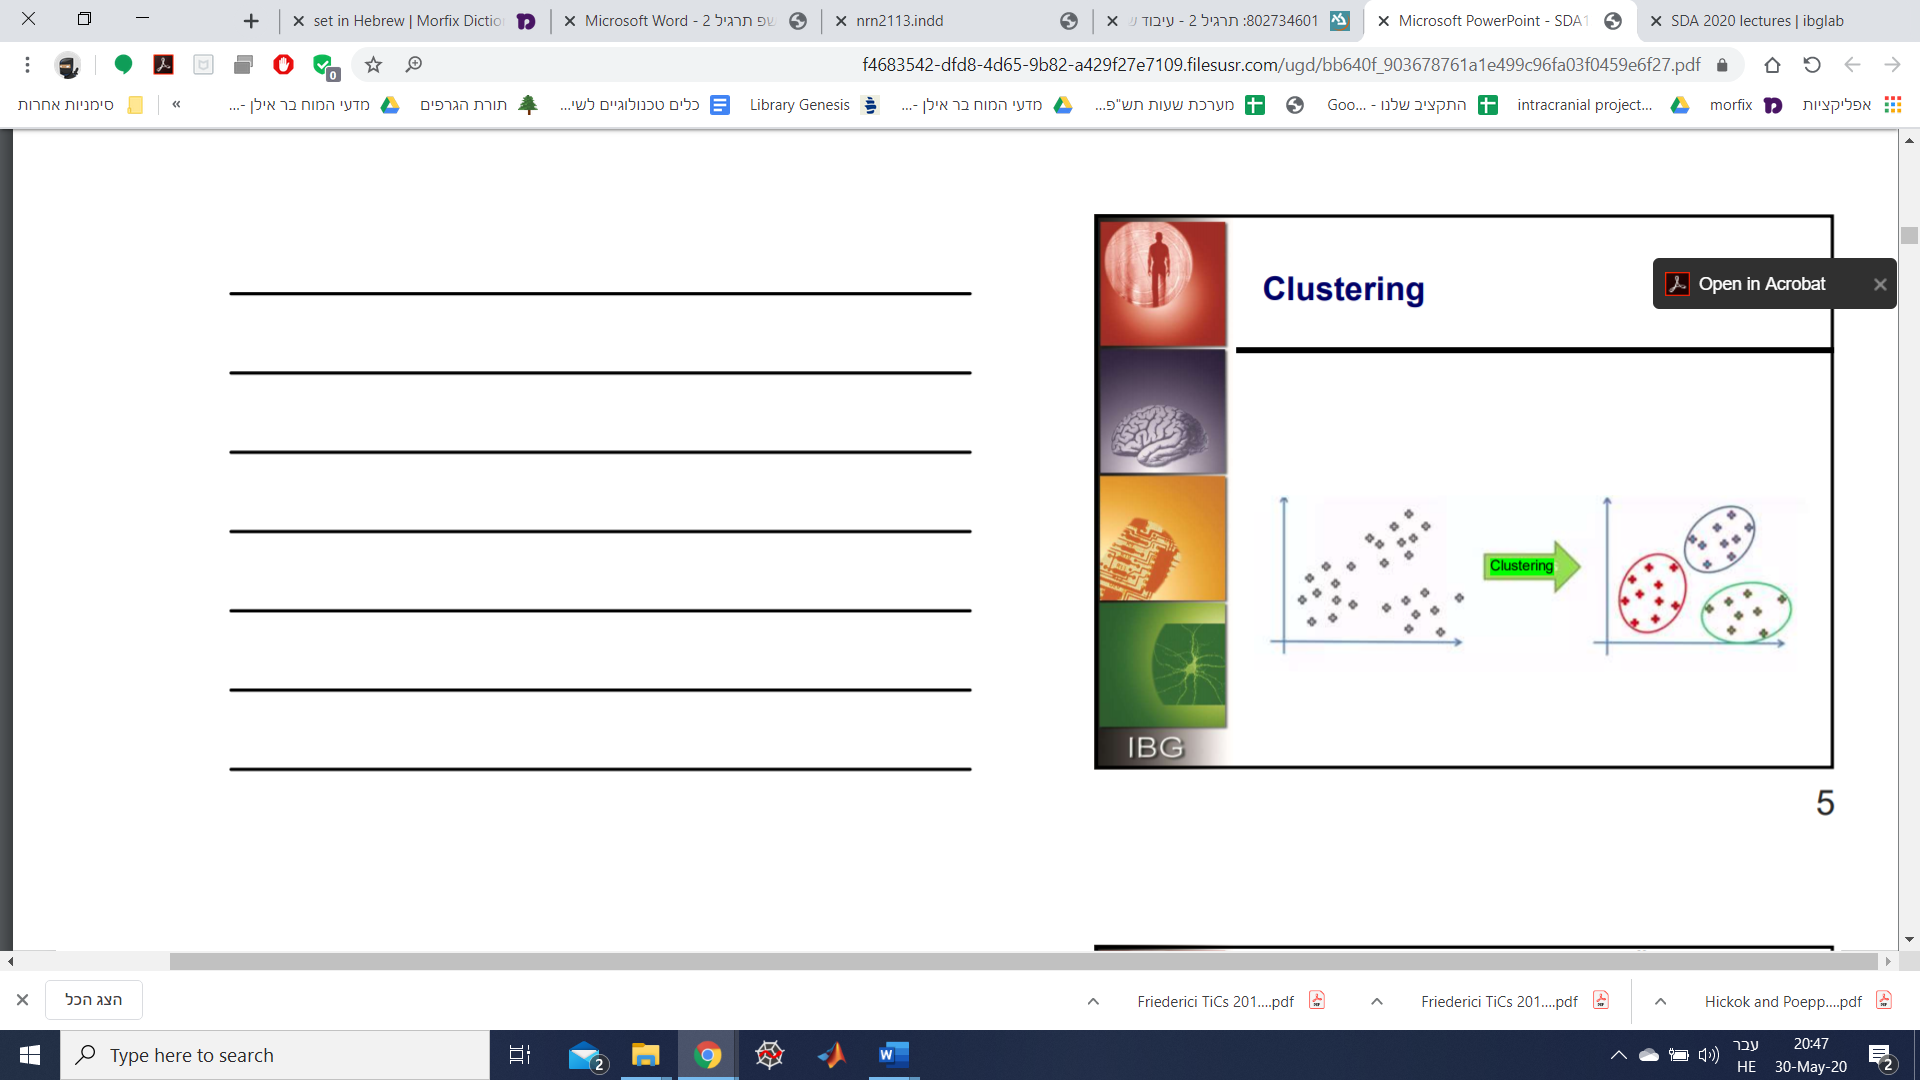 set in Hebrew | Morfix Dictio
Microsoft Word - שפ תרגיל 2
nrn2113.indd
802734601: תרגיל 2 - עיבוד
Microsoft PowerPoint - SDA1
SDA 2020 lectures | ibglab
f4683542-dfd8-4d65-9b82-a429f27e7109.filesusr.com/ugd/bb640f_903678761a1e499c96fa03f0459e6f27.pdf
0
אפליקציות
morfix
intracranial project...
התקציב שלנו - Goo...
מערכת שעות תש"פ...
מדעי המוח בר אילן -...
Library Genesis
כלים טכנולוגיים לשי...
תורת הגרפים
מדעי המוח בר אילן -...
»
סימניות אחרות
Clustering
Open in Acrobat
Clustering
IBG
5
הצג הכל
Friederici TiCs 201....pdf
Friederici TiCs 201....pdf
Hickok and Poepp....pdf
Type here to search
2
W
עבר
HE
20:47
30-May-20
2